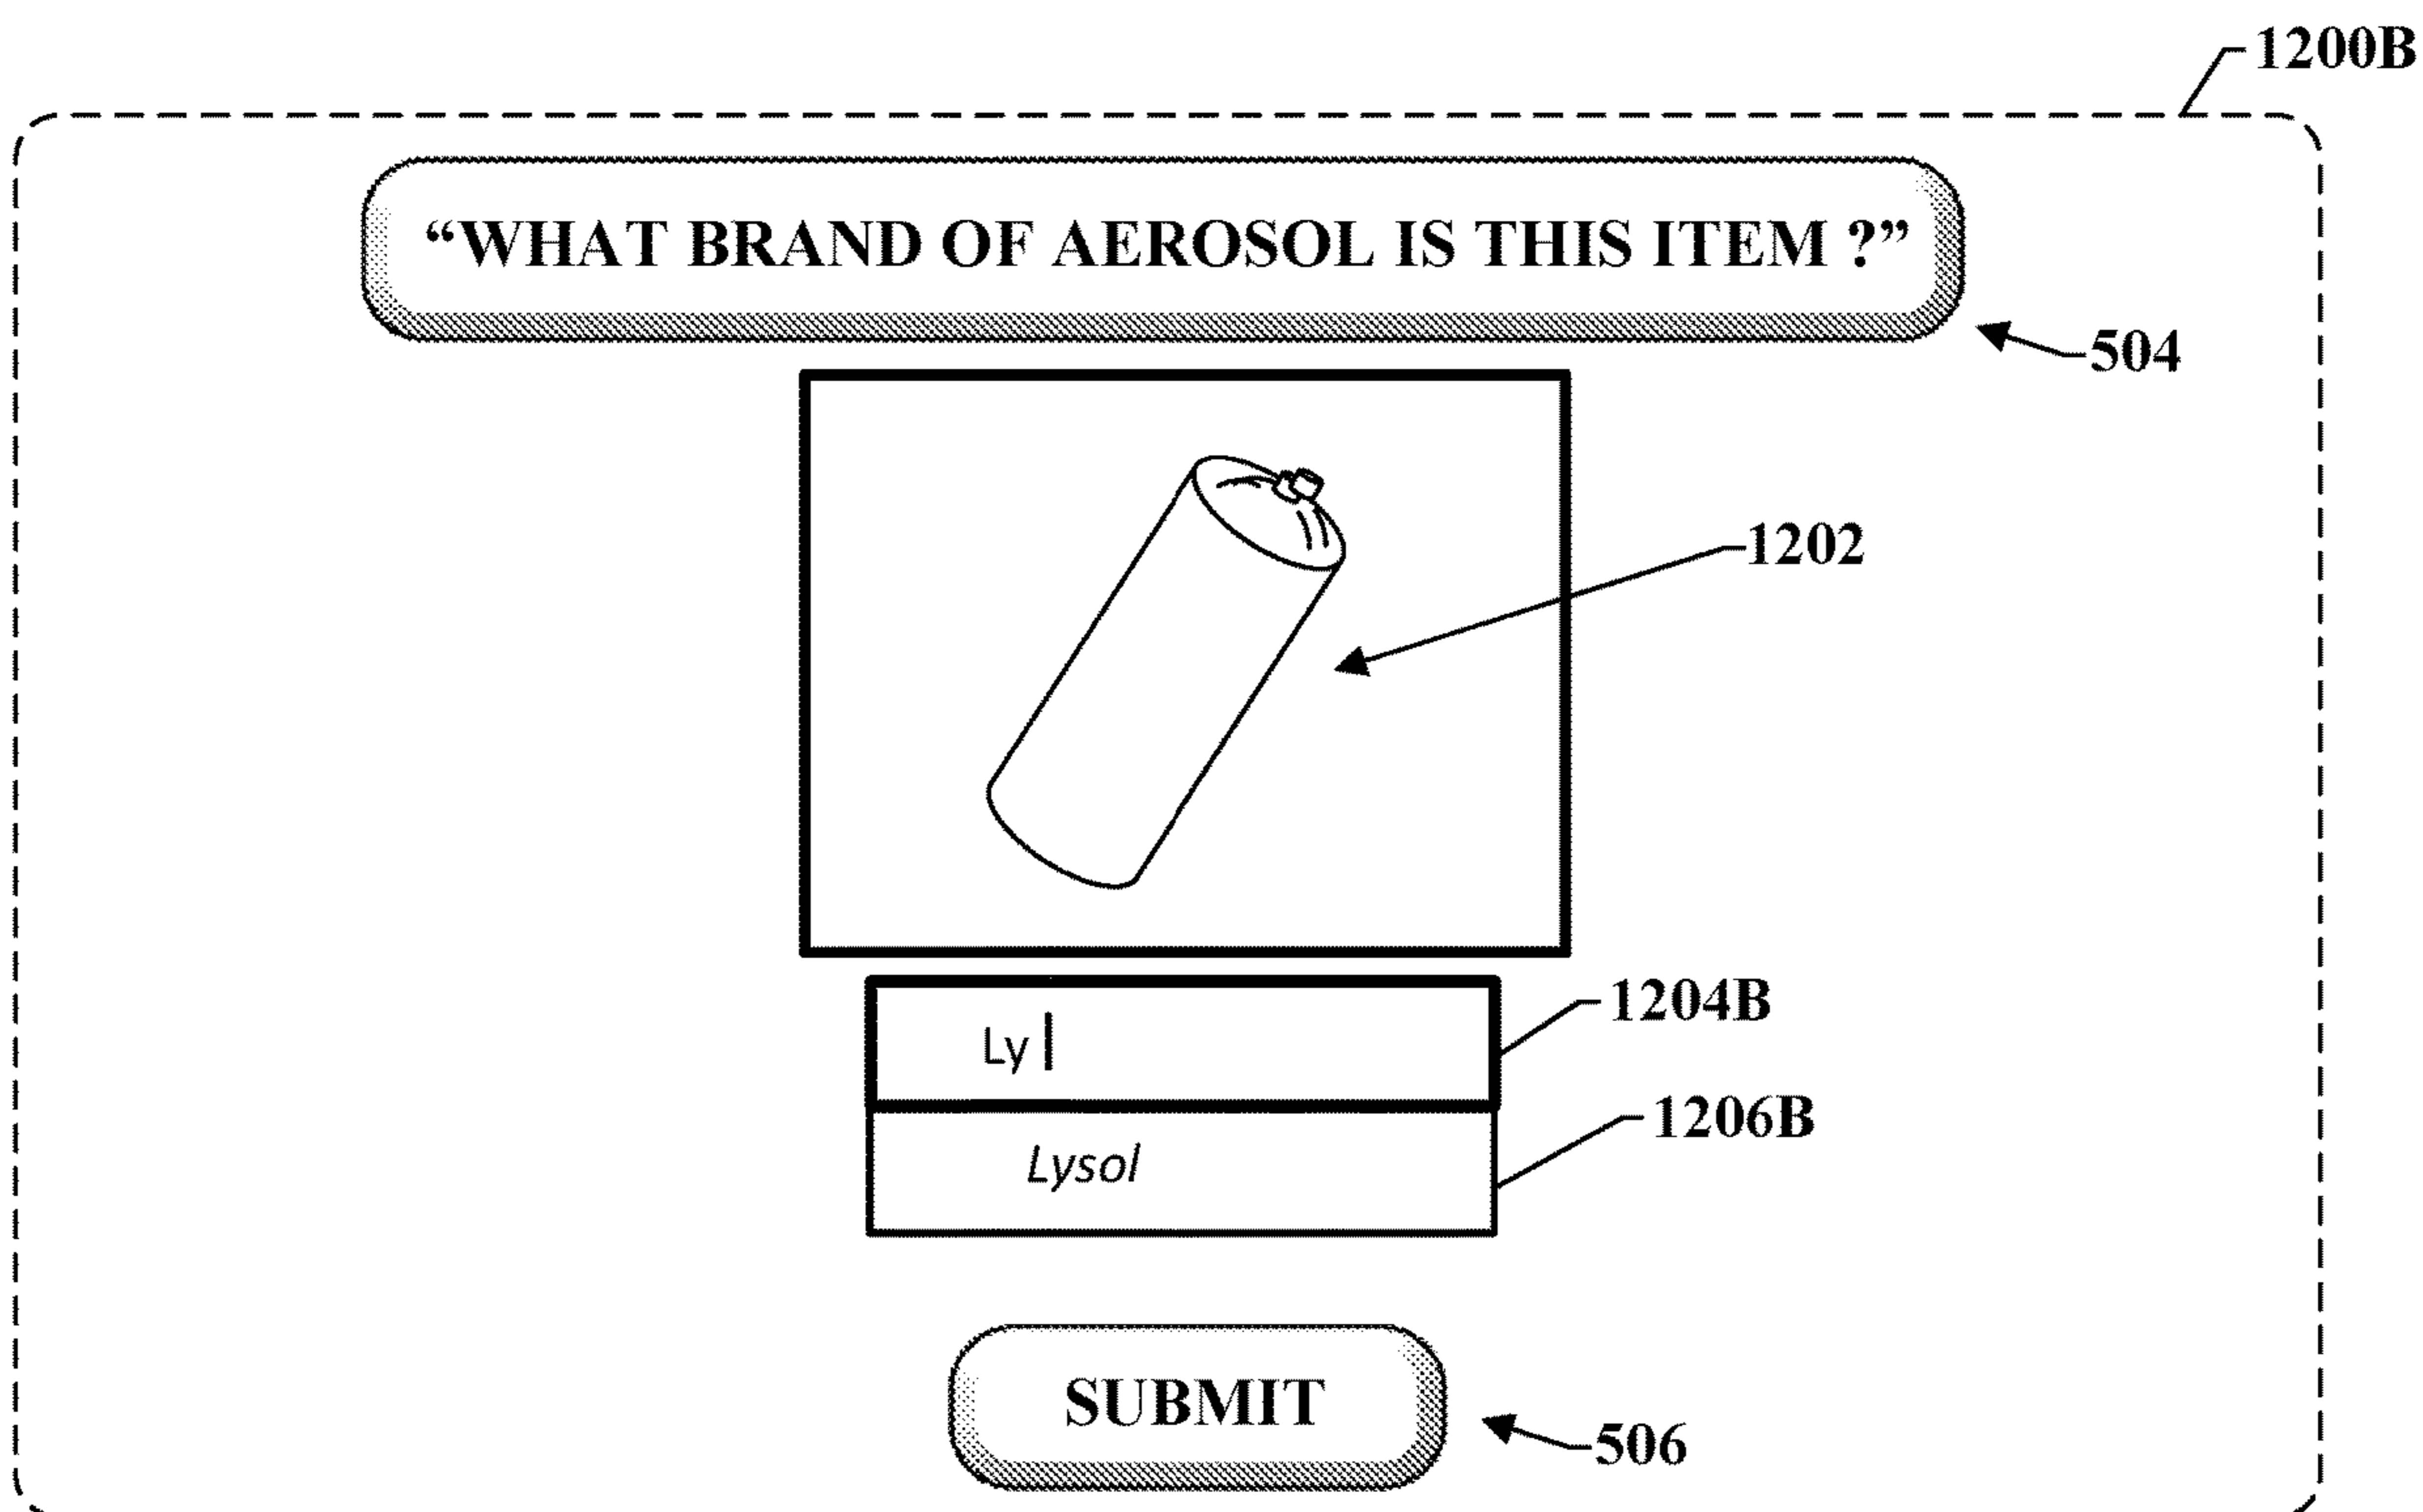 1200B
“WHAT BRAND OF AEROSOL IS THIS ITEM ?”
504
1202
Ly
1204B
Lysol
1206B
SUBMIT
506